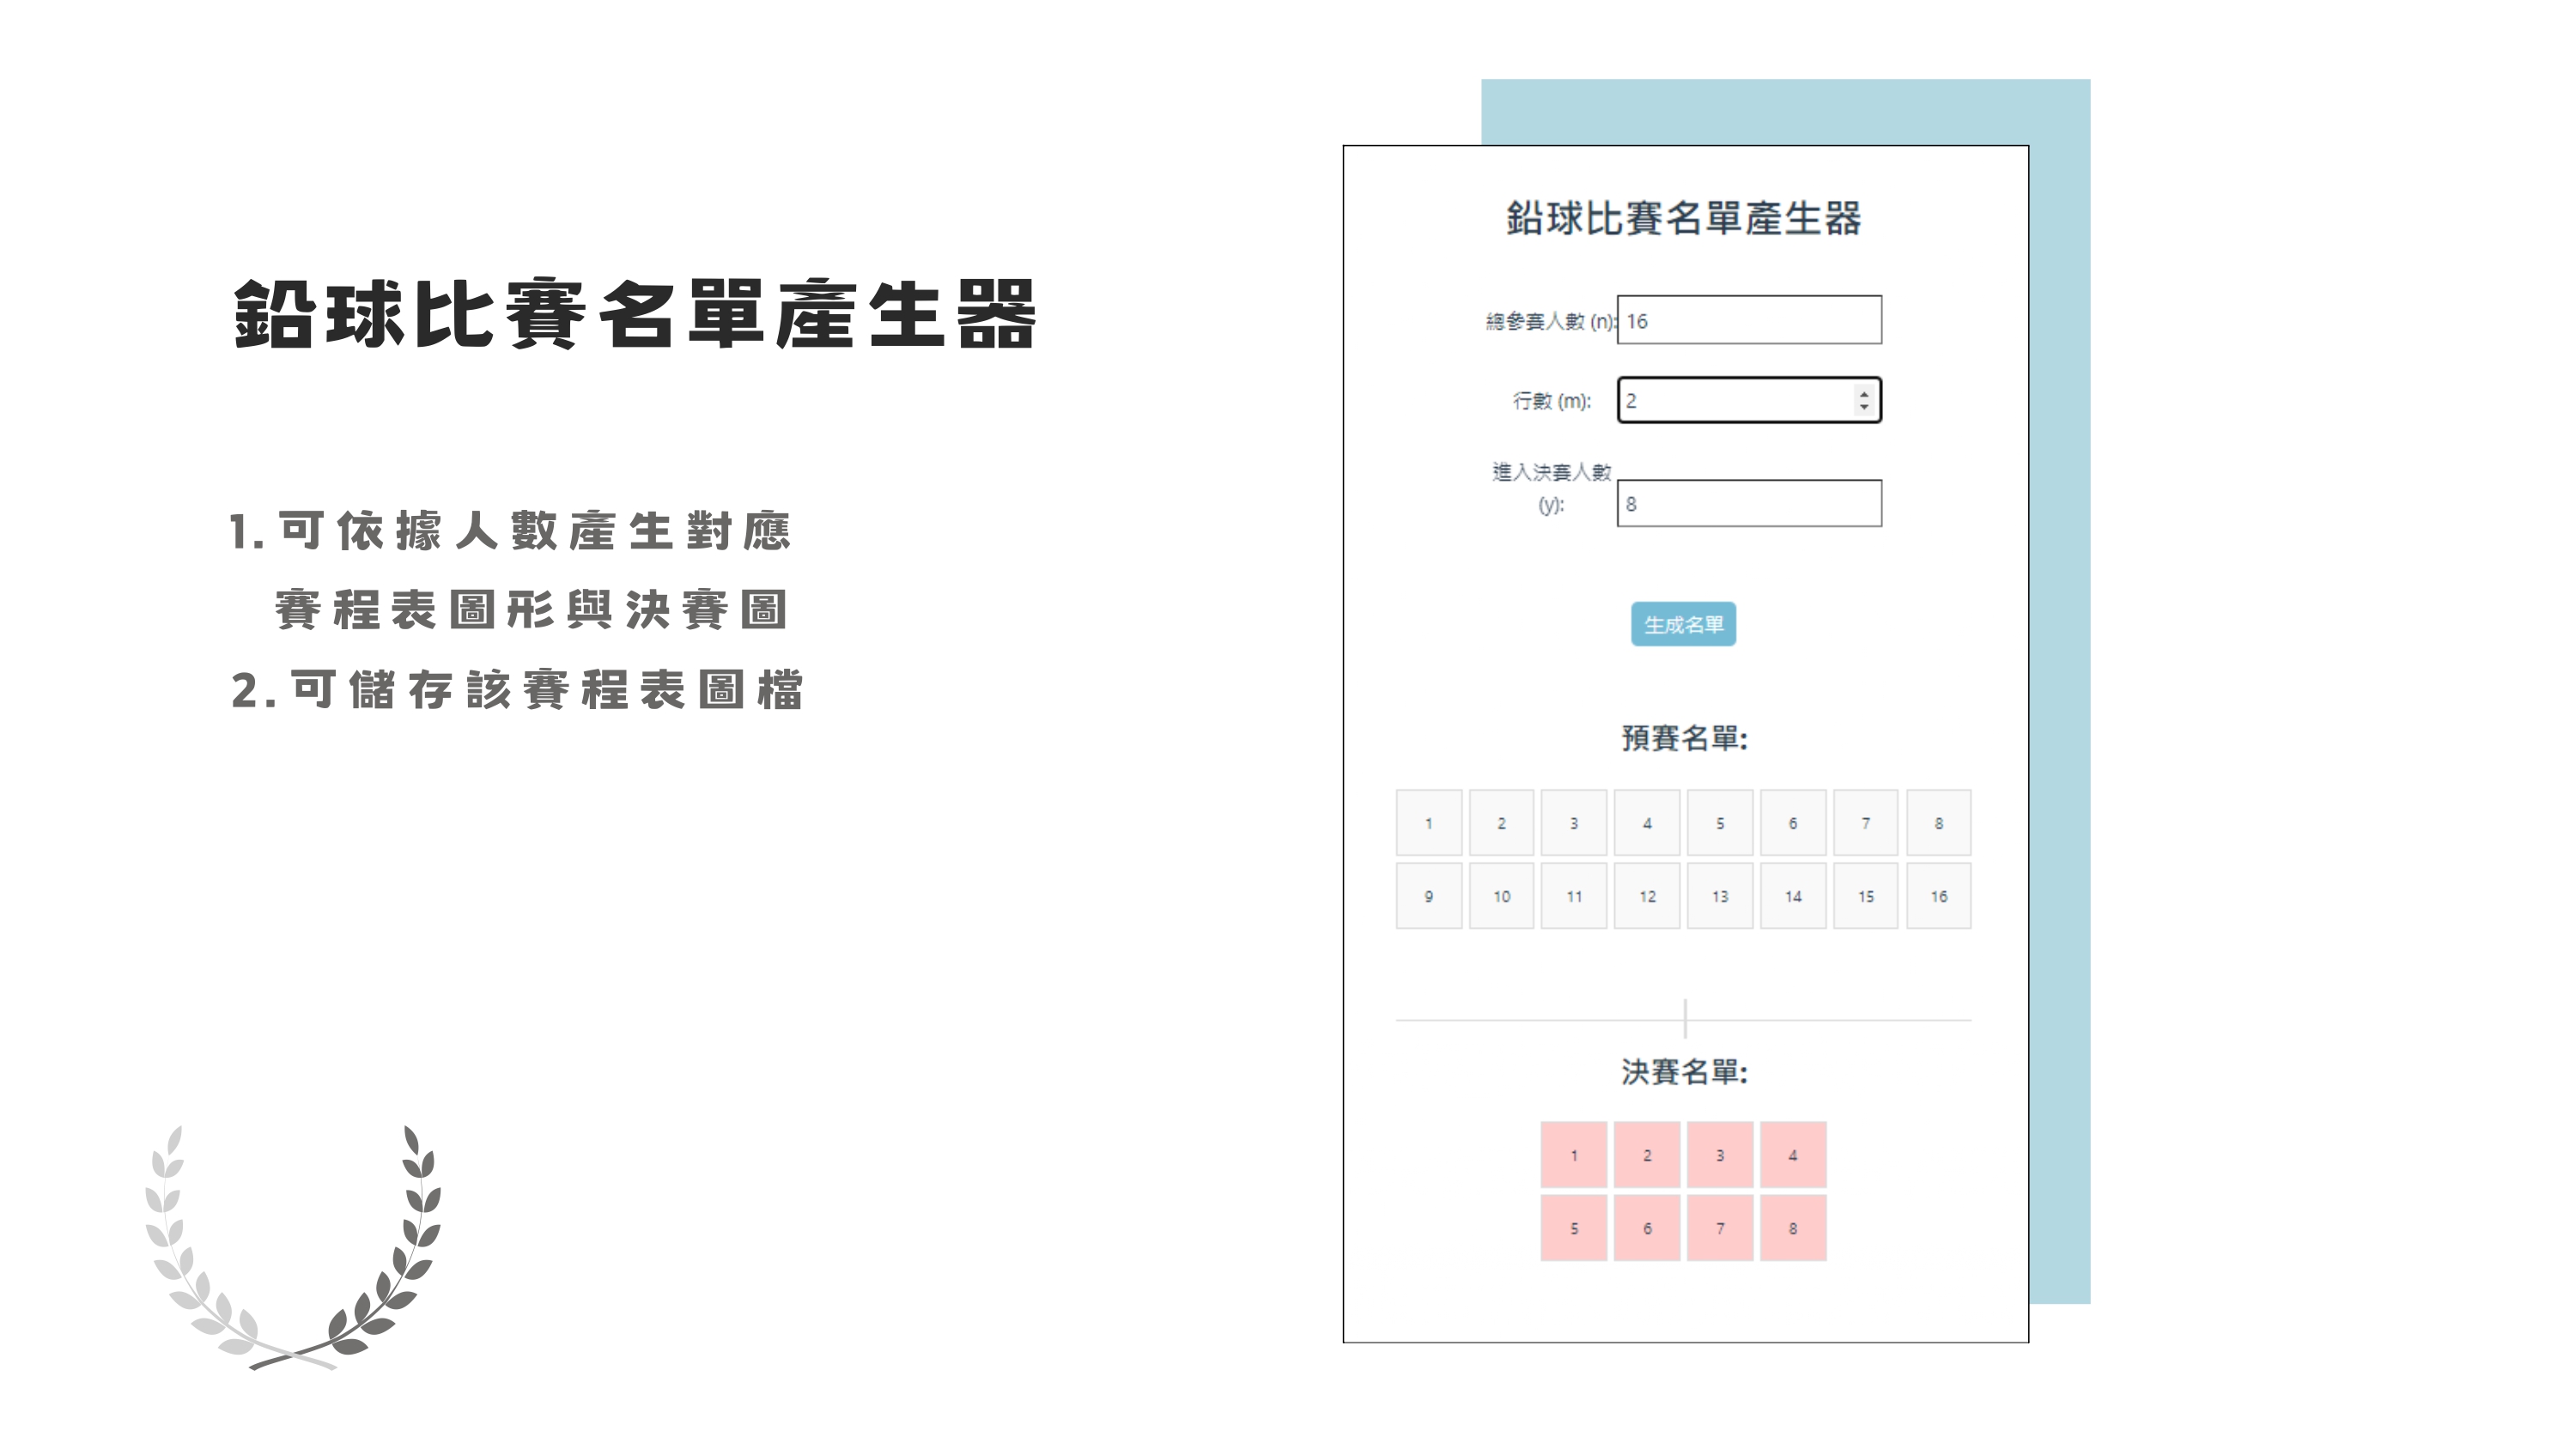 鉛球比賽名單產生器
1. 可依據人數產生對應
賽程表圖形與決賽圖
2. 可儲存該賽程表圖檔
鉛球比賽名單產生器
總參賽人數 (n): 16
行數 (m): 2
進入決賽人數
(y): 8
生成名單
預賽名單:
1 2 3 4 5 6 7 8
9 10 11 12 13 14 15 16
決賽名單:
1 2 3 4
5 6 7 8